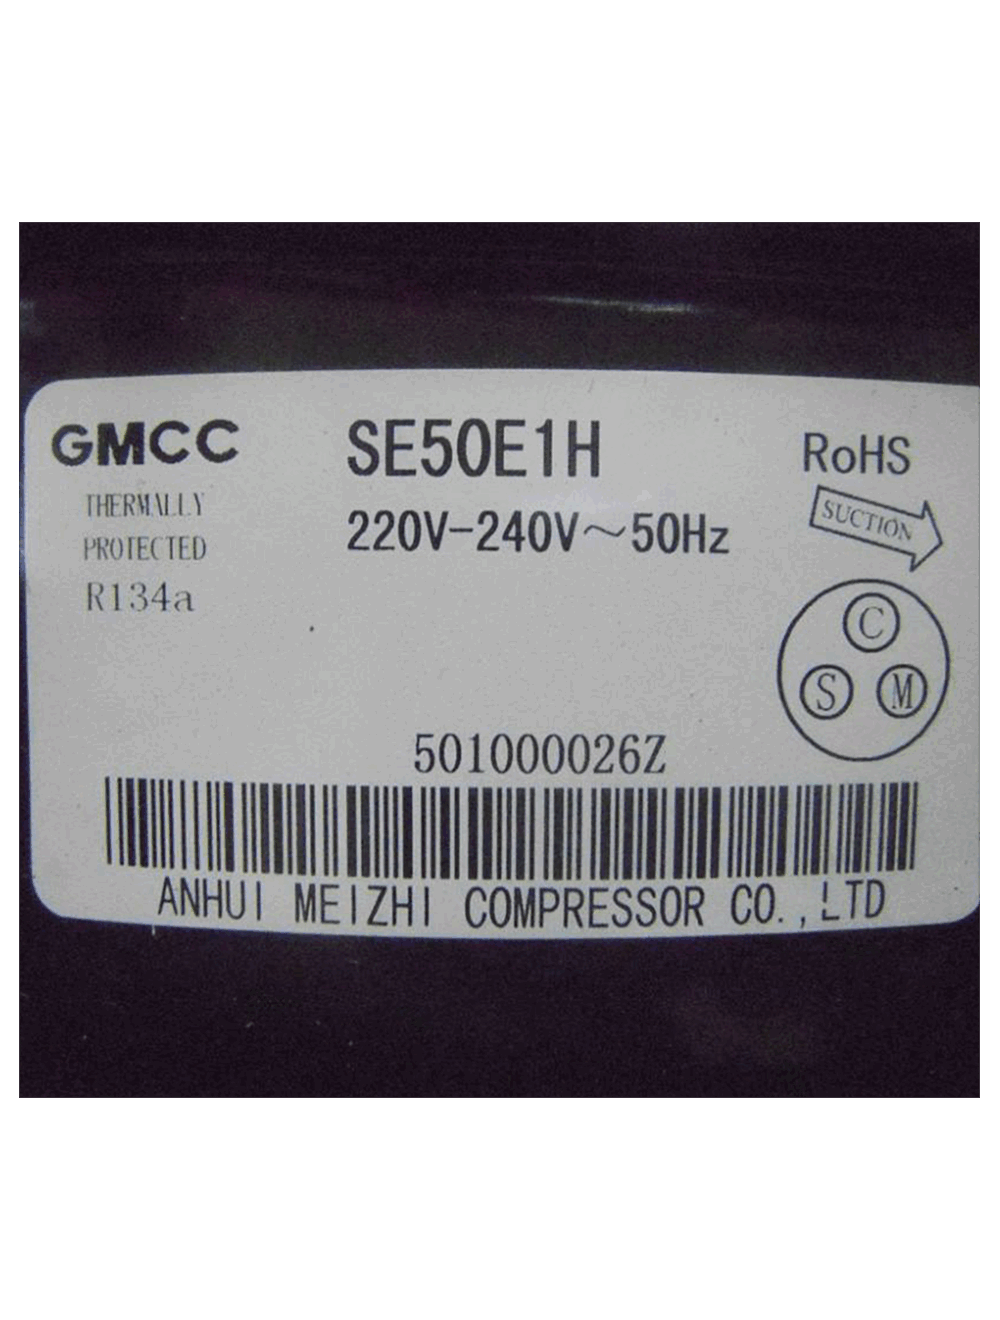 GMCC
SE50E1H
RoHS
THERMALLY
PROTECTED
R134a
220V-240V～50Hz
SUCTION
C
S M
501000026Z
ANHUI MEIZHI COMPRESSOR CO.,LTD